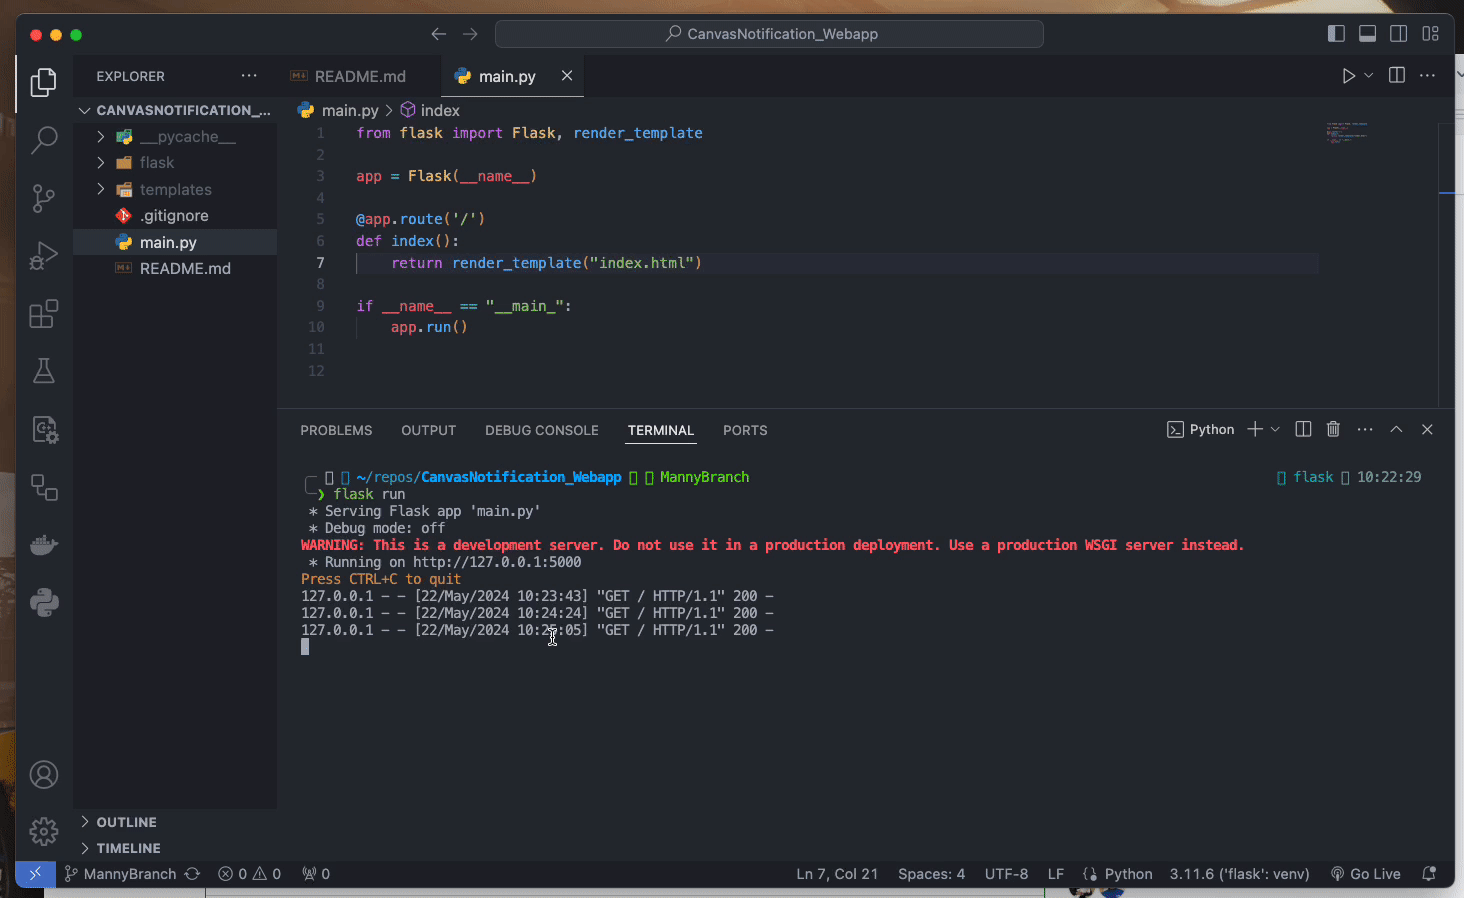 CanvasNotification_Webapp
EXPLORER
README.md
main.py
CANVASNOTIFICATION_...
__pycache__
flask
templates
.gitignore
main.py
README.md
main.py > index
1 from flask import Flask, render_template
2
3 app = Flask(__name__)
4
5 @app.route('/')
6 def index():
7 return render_template("index.html")
8
9 if __name__ == "__main_":
10 app.run()
11
12
PROBLEMS OUTPUT DEBUG CONSOLE TERMINAL PORTS
Python
~/repos/CanvasNotification_Webapp MannyBranch flask 10:22:29
❯ flask run
* Serving Flask app 'main.py'
* Debug mode: off
WARNING: This is a development server. Do not use it in a production deployment. Use a production WSGI server instead.
* Running on http://127.0.0.1:5000
Press CTRL+C to quit
127.0.0.1 - - [22/May/2024 10:23:43] "GET / HTTP/1.1" 200 -
127.0.0.1 - - [22/May/2024 10:24:24] "GET / HTTP/1.1" 200 -
127.0.0.1 - - [22/May/2024 10:25:05] "GET / HTTP/1.1" 200 -
OUTLINE
TIMELINE
MannyBranch 0 0 0 Ln 7, Col 21 Spaces: 4 UTF-8 LF Python 3.11.6 ('flask': venv) Go Live